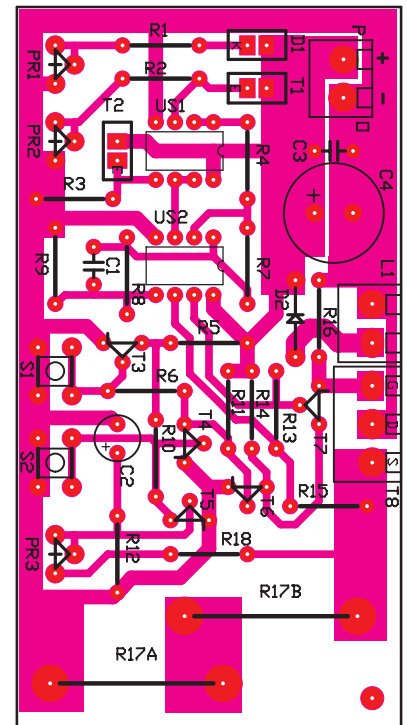 R1
D1
P
PR1
+
R2
K
T1
-
T2
US1
E
PR2
R4
C3
C4
E
R3
+
US2
R9
C1
R8
R7
D2
L1
R16
R5
S1
T3
R6
G
R11
R14
R13
T7
D
R10
T4
S2
+
C2
S
T8
T5
T6
R15
PR3
R12
R18
R17B
R17A